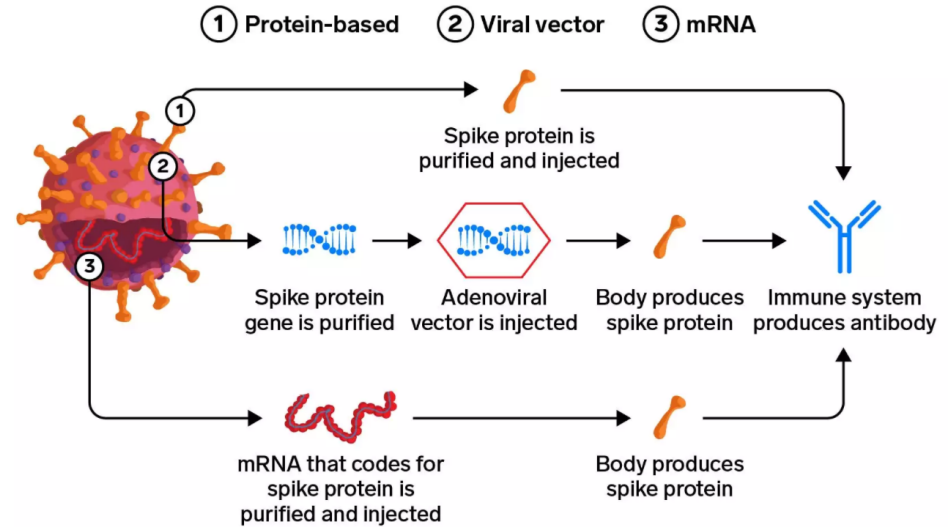 1 Protein-based 2 Viral vector 3 mRNA
1
Spike protein is
purified and injected
2
3
Spike protein
gene is purified
Adenoviral
vector is injected
Body produces
spike protein
Immune system
produces antibody
mRNA that codes for
spike protein is
purified and injected
Body produces
spike protein